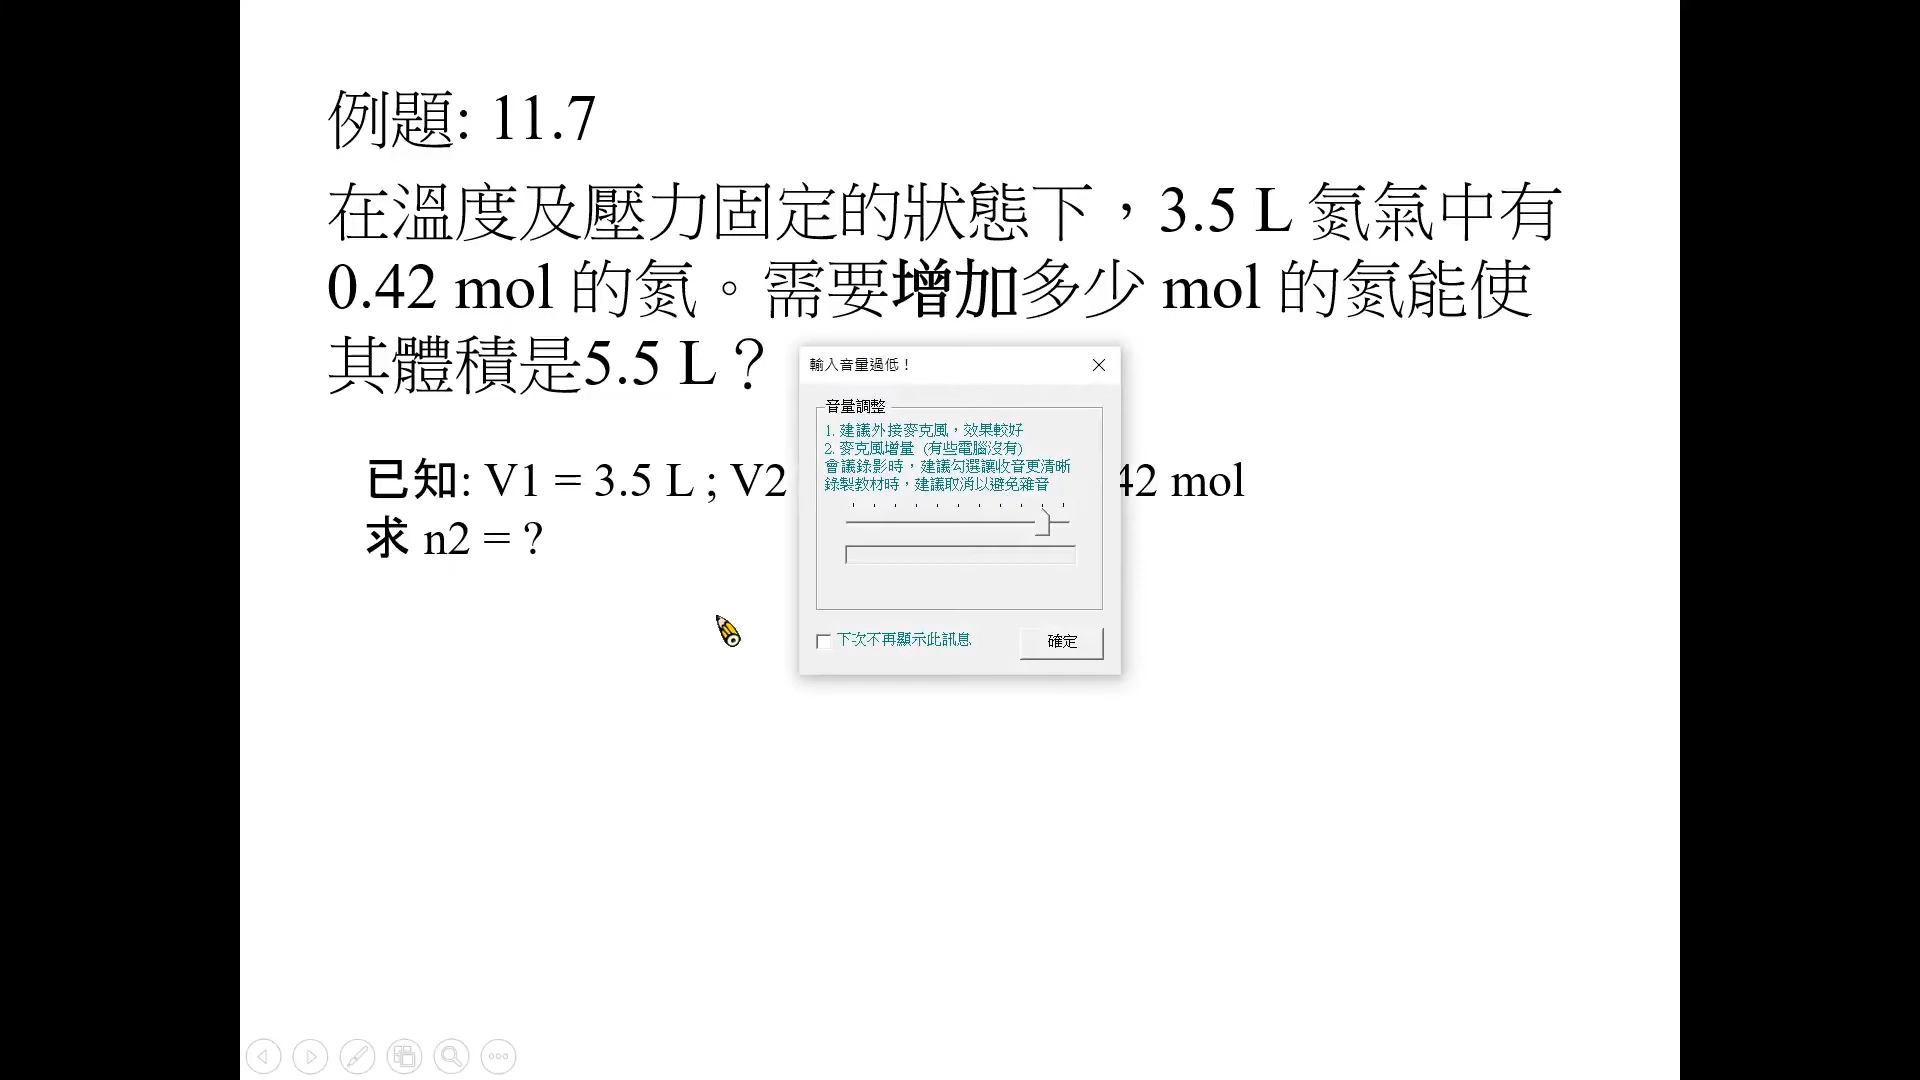 例題: 11.7
在溫度及壓力固定的狀態下，3.5 L 氮氣中有
0.42 mol 的氮。需要增加多少 mol 的氮能使
其體積是5.5 L？
輸入音量過低！
音量調整
1. 建議外接麥克風，效果較好
2. 麥克風增量 (有些電腦沒有)
會議錄影時，建議勾選讓收音更清晰
錄製教材時，建議取消以避免雜音
已知: V1 = 3.5 L ; V2 42 mol
求 n2 = ?
下次不再顯示此訊息
確定